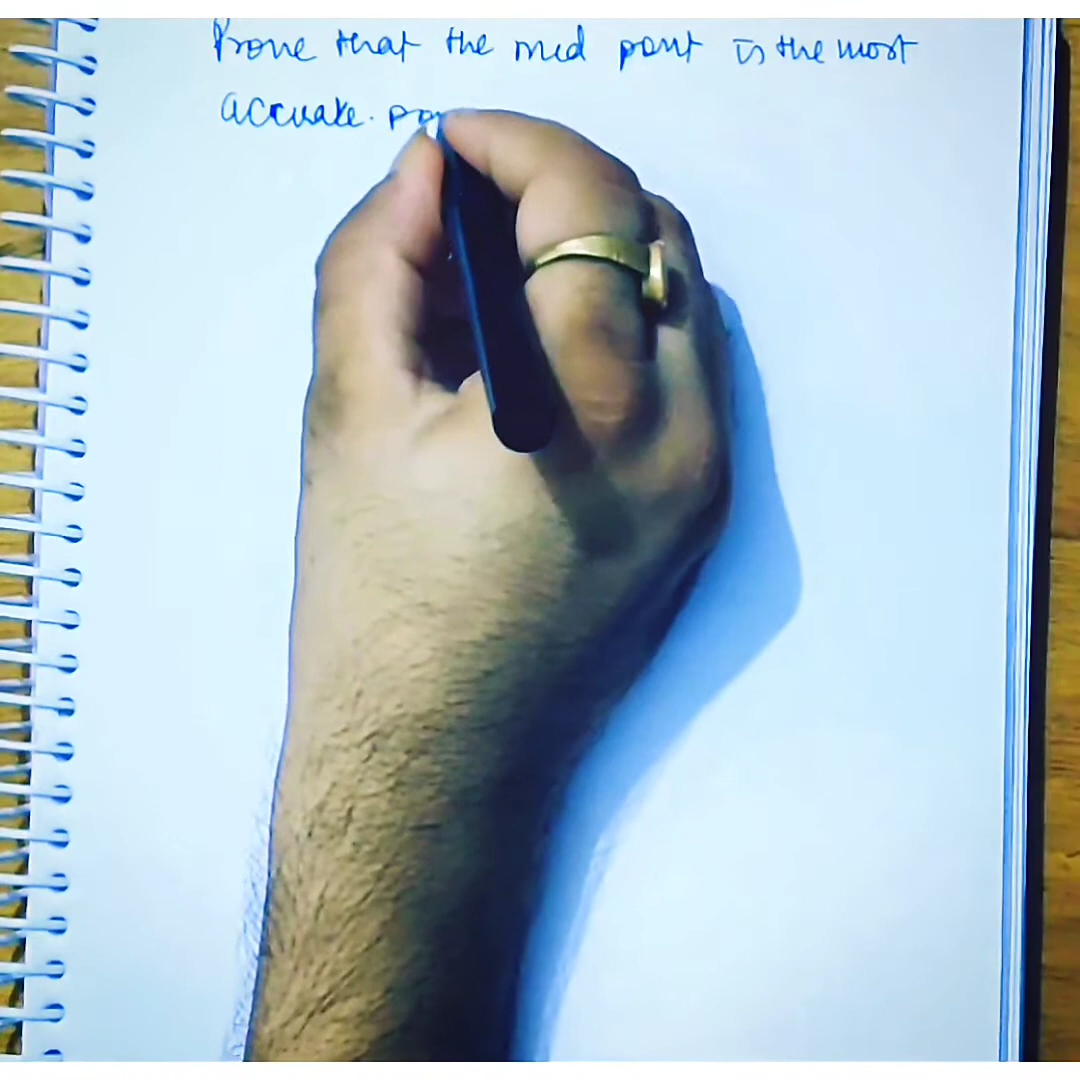 Prove that the mid point is the most
accurate.